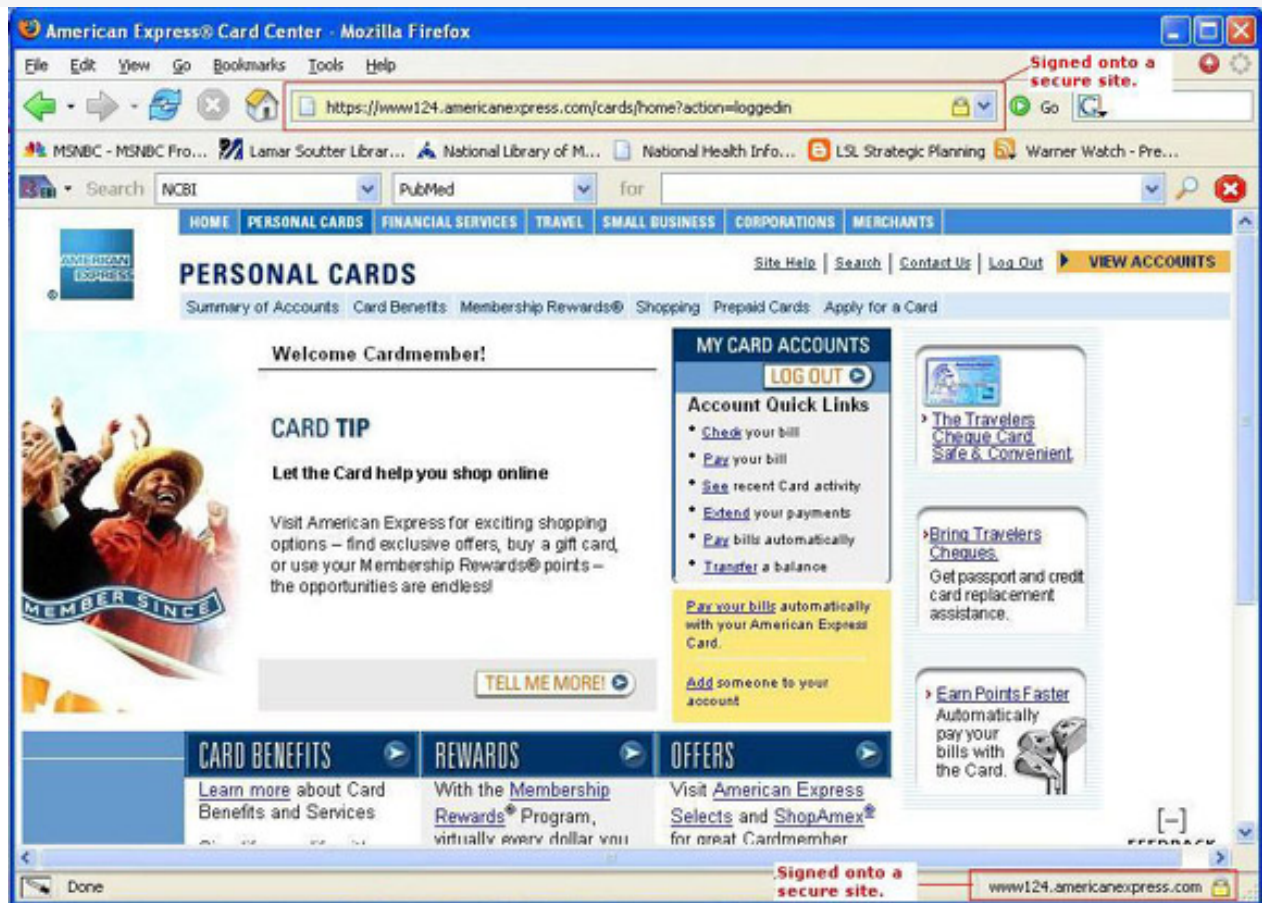 American Express® Card Center - Mozilla Firefox
File Edit View Go Bookmarks Tools Help
Signed onto a
secure site.
https://www124.americanexpress.com/cards/home?action=loggedin
Go
MSNBC - MSNBC Fro... Lamar Soutter Librar... National Library of M... National Health Info... LSL Strategic Planning Warner Watch - Pre...
Search NCBI PubMed for
HOME PERSONAL CARDS FINANCIAL SERVICES TRAVEL SMALL BUSINESS CORPORATIONS MERCHANTS
AMERICAN
EXPRESS
®
PERSONAL CARDS
Site Help | Search | Contact Us | Log Out VIEW ACCOUNTS
Summary of Accounts Card Benefits Membership Rewards® Shopping Prepaid Cards Apply for a Card
Welcome Cardmember!
CARD TIP
Let the Card help you shop online
Visit American Express for exciting shopping
options – find exclusive offers, buy a gift card,
or use your Membership Rewards® points –
the opportunities are endless!
TELL ME MORE!
MEMBER SINCE
MY CARD ACCOUNTS
LOG OUT
Account Quick Links
• Check your bill
• Pay your bill
• See recent Card activity
• Extend your payments
• Pay bills automatically
• Transfer a balance
Pay your bills automatically
with your American Express
Card.
Add someone to your
account
The Travelers
Cheque Card
Safe & Convenient
Bring Travelers
Cheques.
Get passport and credit
card replacement
assistance.
Earn Points Faster
Automatically
pay your
bills with
the Card.
CARD BENEFITS
Learn more about Card
Benefits and Services
REWARDS
With the Membership
Rewards® Program,
virtually every dollar you
OFFERS
Visit American Express
Selects and ShopAmex®
for great Cardmember
[–]
FEEDBACK
Done
Signed onto a
secure site.
www124.americanexpress.com